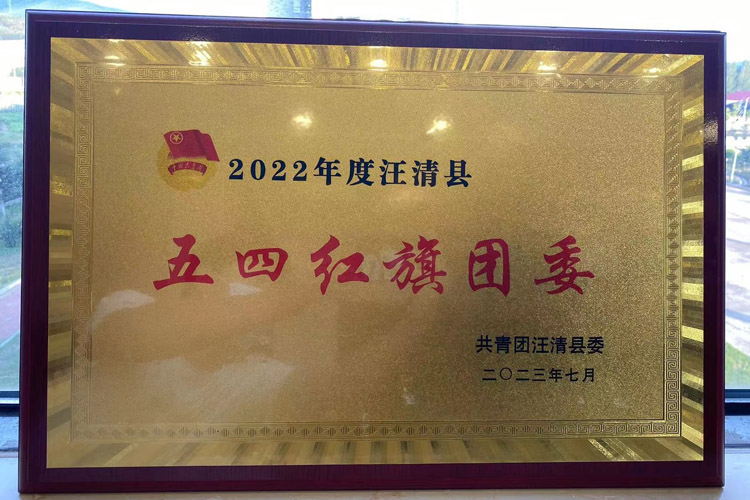 2022年度汪清县
五四红旗团委
共青团汪清县委
二〇二三年七月